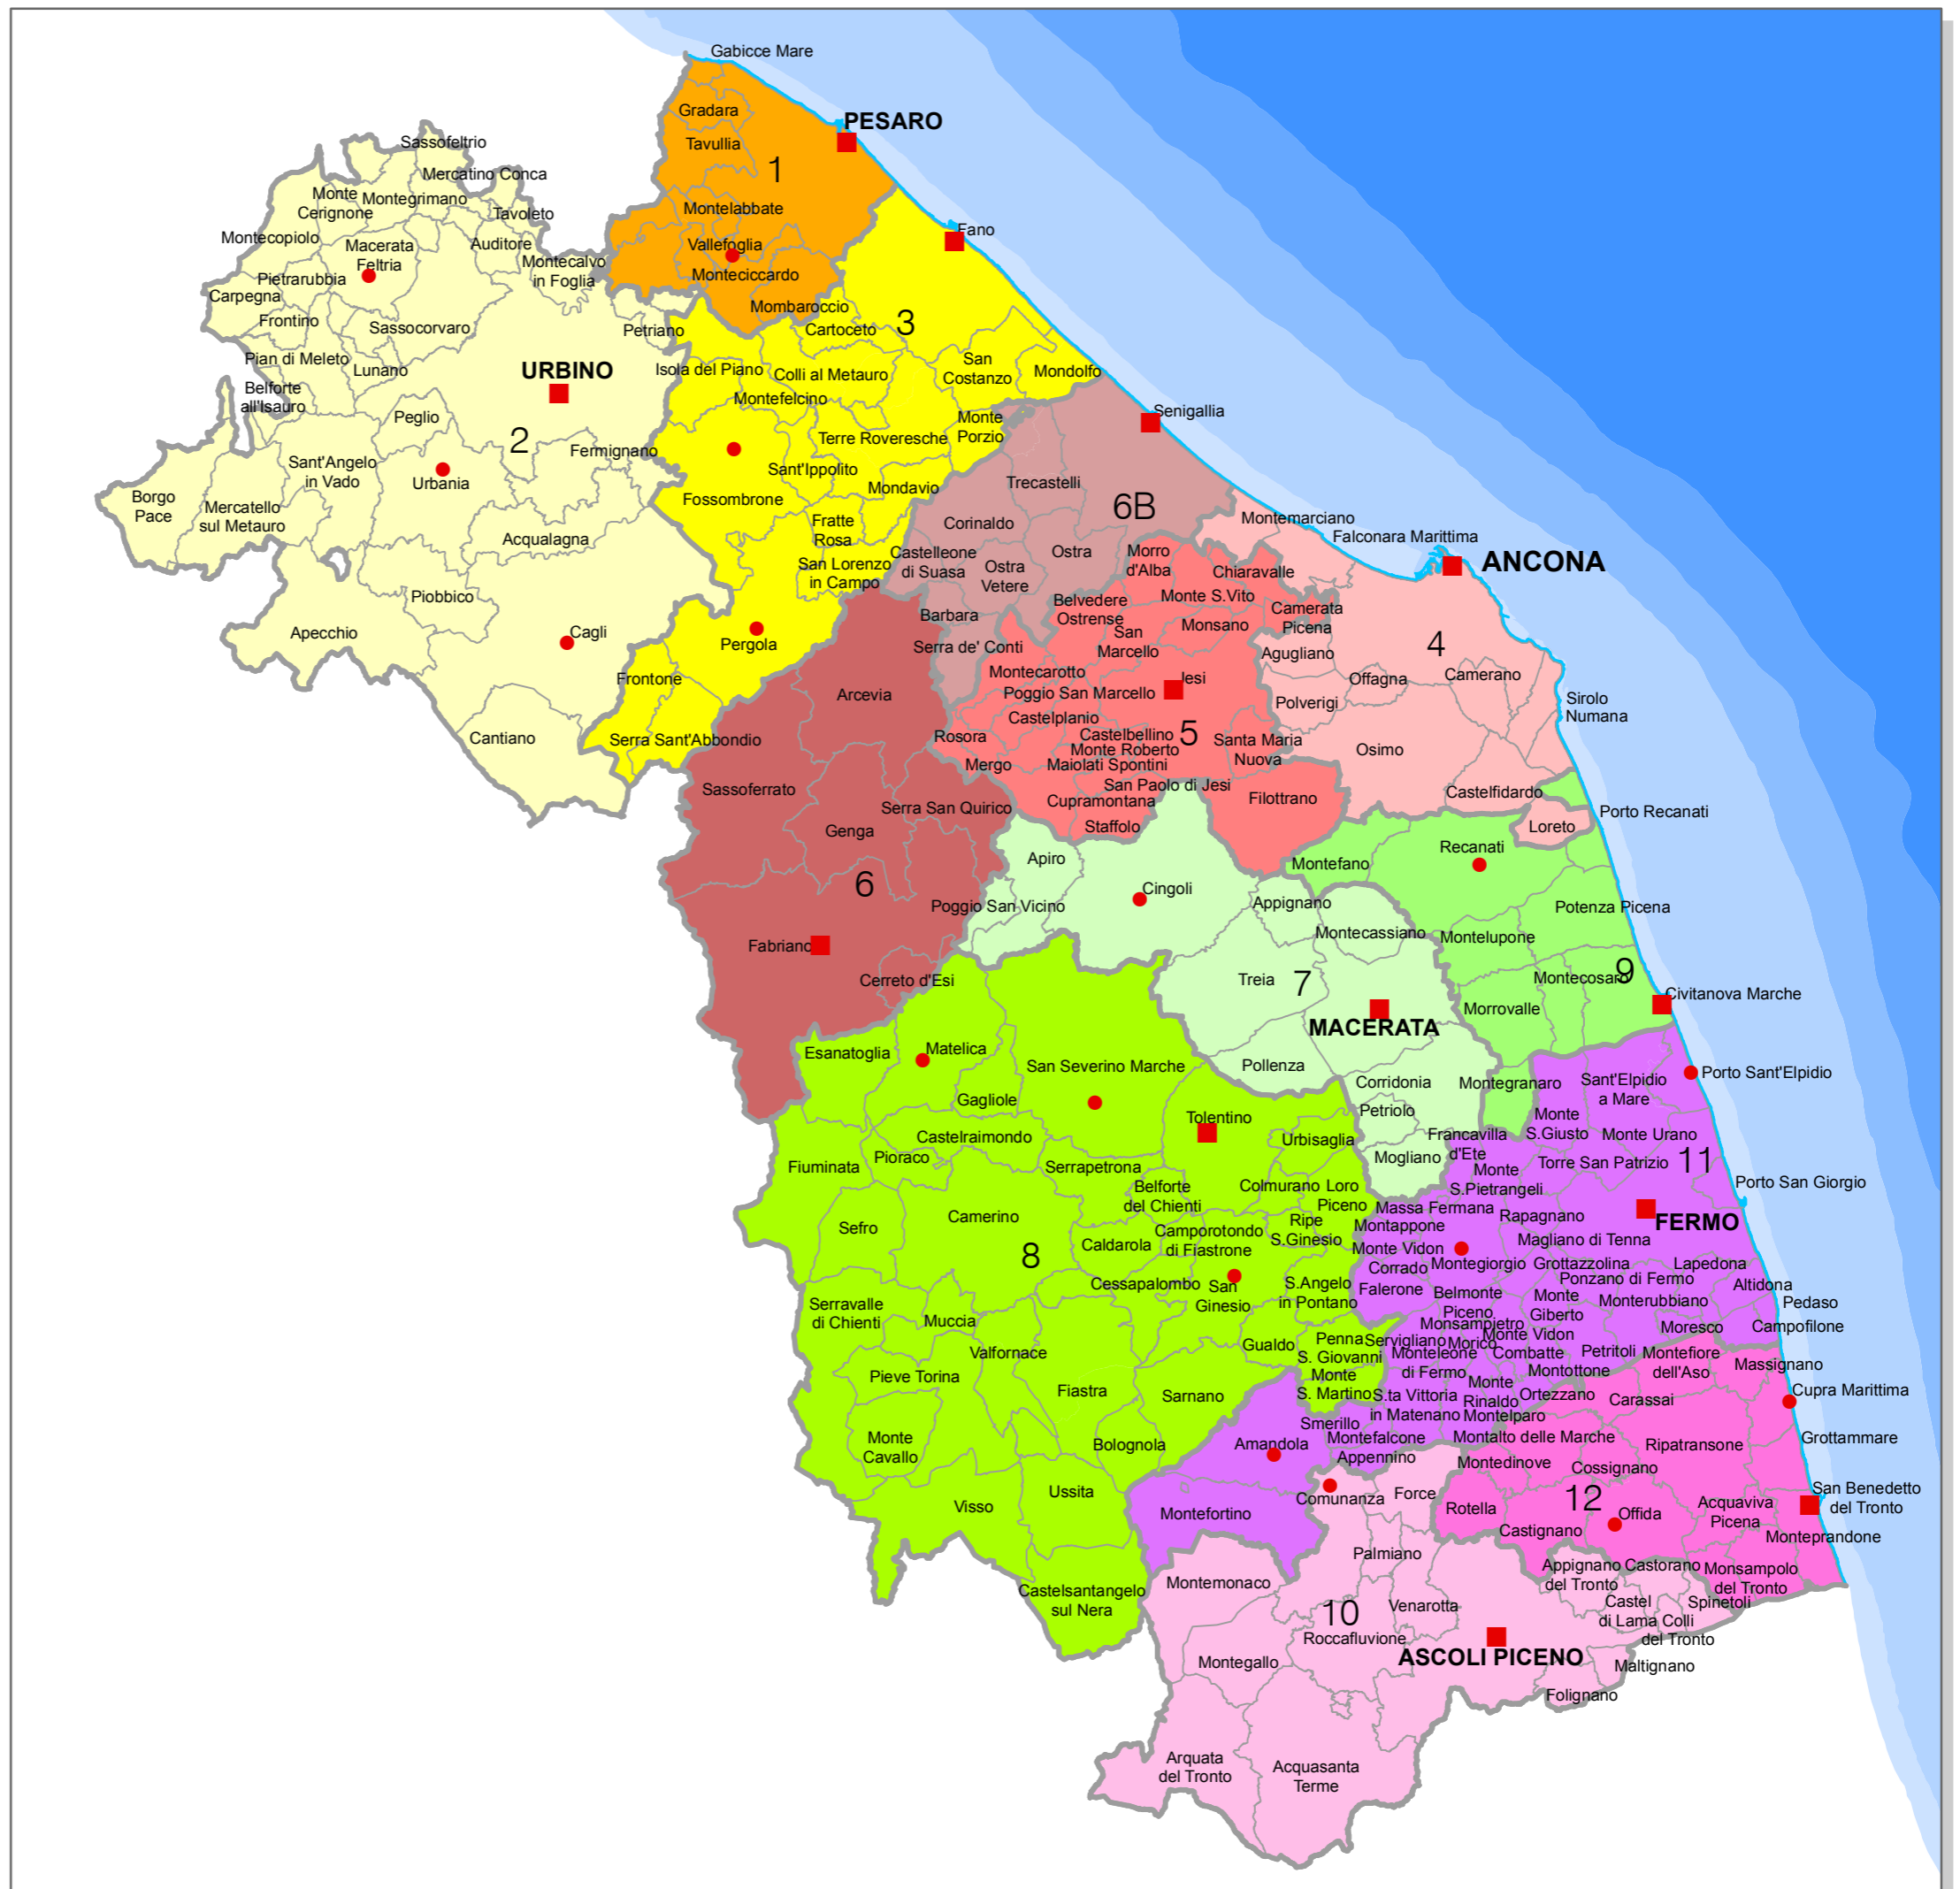 Gabicce Mare
PESARO
Gradara
Tavullia
1
Montelabbate
Vallefoglia
Monteciccardo
Mombaroccio
Sassofeltrio
Mercatino Conca
Monte
Cerignone
Montegrimano
Tavoleto
Montecopiolo
Macerata
Feltria
Auditore
Montecalvo
in Foglia
Pietrarubbia
Carpegna
Frontino
Sassocorvaro
Petriano
Pian di Meleto
Lunano
URBINO
Belforte
all'Isauro
Peglio
2
Fermignano
Sant'Angelo
in Vado
Urbania
Borgo
Pace
Mercatello
sul Metauro
Acqualagna
Piobbico
Apecchio
Cagli
Cantiano
Fano
3
Cartoceto
San
Costanzo
Mondolfo
Isola del Piano
Colli al Metauro
Montefelcino
Monte
Porzio
Terre Roveresche
Sant'Ippolito
Fossombrone
Mondavio
Fratte
Rosa
San Lorenzo
in Campo
Pergola
Frontone
Serra Sant'Abbondio
Senigallia
Trecastelli
6B
Corinaldo
Castelleone
di Suasa
Ostra
Ostra
Vetere
Barbara
Serra de' Conti
Montemarciano
Falconara Marittima
ANCONA
Morro
d'Alba
Chiaravalle
Monte S.Vito
Belvedere
Ostrense
Camerata
Picena
San
Marcello
Monsano
Agugliano
4
Montecarotto
Poggio San Marcello
Jesi
Offagna
Camerano
Polverigi
Sirolo
Numana
Castelplanio
Rosora
Castelbellino
5
Monte Roberto
Santa Maria
Nuova
Osimo
Mergo
Maiolati Spontini
San Paolo di Jesi
Cupramontana
Filottrano
Castelfidardo
Staffolo
Loreto
Porto Recanati
Arcevia
Sassoferrato
Serra San Quirico
Genga
6
Fabriano
Cerreto d'Esi
Apiro
Poggio San Vicino
Cingoli
Montefano
Recanati
Appignano
Montecassiano
Montelupone
Potenza Picena
Treia
7
MACERATA
Montecosaro
9
Civitanova Marche
Morrovalle
Pollenza
Corridonia
Montegranaro
Petriolo
Mogliano
Esanatoglia
Matelica
San Severino Marche
Gagliole
Tolentino
Castelraimondo
Urbisaglia
Fiuminata
Pioraco
Serrapetrona
Belforte
del Chienti
Colmurano
Loro
Piceno
Sefro
Camerino
8
Caldarola
Camporotondo
di Fiastrone
Ripe
S.Ginesio
Cessapalombo
San
Ginesio
S.Angelo
in Pontano
Serravalle
di Chienti
Muccia
Valfornace
Gualdo
Penna
S. Giovanni
Pieve Torina
Fiastra
Sarnano
Monte
S. Martino
Monte
Cavallo
Bolognola
Visso
Ussita
Castelsantangelo
sul Nera
Sant'Elpidio
a Mare
Porto Sant'Elpidio
Monte
S.Giusto
Francavilla
d'Ete
Monte Urano
Torre San Patrizio
11
Monte
S.Pietrangeli
Porto San Giorgio
Massa Fermana
Rapagnano
FERMO
Montappone
Magliano di Tenna
Monte Vidon
Corrado
Montegiorgio
Grottazzolina
Lapedona
Ponzano di Fermo
Falerone
Belmonte
Piceno
Monte
Giberto
Monterubbiano
Altidona
Pedaso
Monsampietro
Morico
Moresco
Campofilone
Servigliano
Monte Vidon
Combatte
Monteleone
di Fermo
Petritoli
Montottone
Monte
Rinaldo
Ortezzano
S.ta Vittoria
in Matenano
Montelparo
Smerillo
Montefalcone
Appennino
Amandola
Montefortino
Montefiore
dell'Aso
Massignano
Carassai
Cupra Marittima
Montalto delle Marche
Ripatransone
Grottammare
Montedinove
Cossignano
Rotella
12
Offida
Acquaviva
Picena
San Benedetto
del Tronto
Castignano
Monteprandone
Monsampolo
del Tronto
Comunanza
Force
Palmiano
Appignano
del Tronto
Castorano
Montemonaco
10
Venarotta
Castel
di Lama
Colli
del Tronto
Spinetoli
Roccafluvione
ASCOLI PICENO
Montegallo
Maltignano
Folignano
Arquata
del Tronto
Acquasanta
Terme